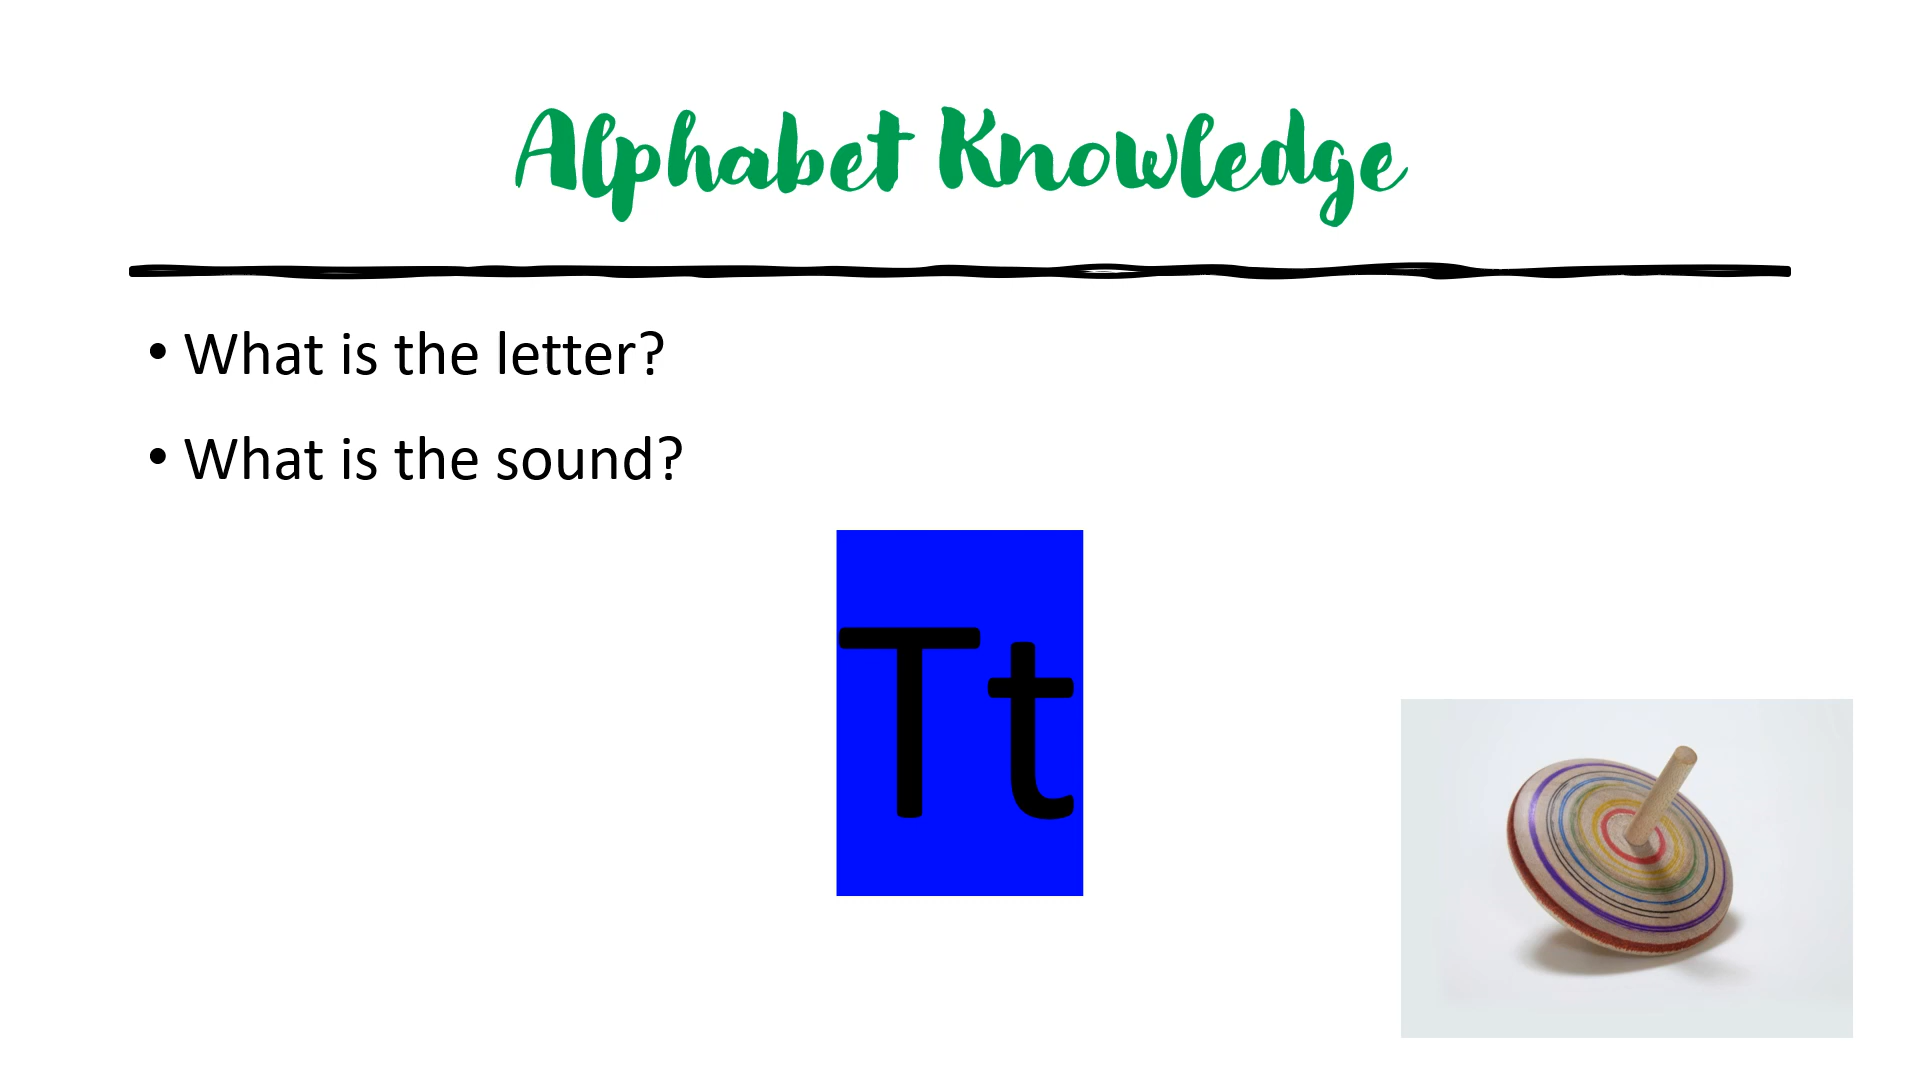 Alphabet Knowledge
• What is the letter?
• What is the sound?
Tt